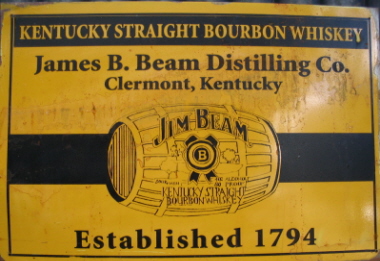 KENTUCKY STRAIGHT BOURBON WHISKEY
James B. Beam Distilling Co.
Clermont, Kentucky
JIM BEAM
B
KENTUCKY STRAIGHT
BOURBON WHISKEY
Established 1794